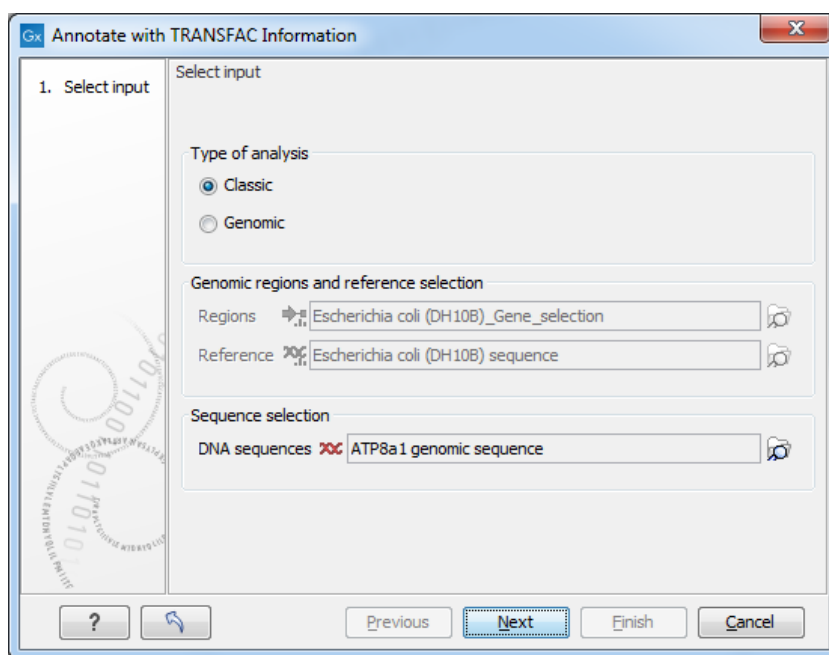 Gx Annotate with TRANSFAC Information
1. Select input
Select input
Type of analysis
Classic
Genomic
Genomic regions and reference selection
Regions Escherichia coli (DH10B)_Gene_selection
Reference Escherichia coli (DH10B) sequence
Sequence selection
DNA sequences ATP8a1 genomic sequence
? Previous Next Finish Cancel